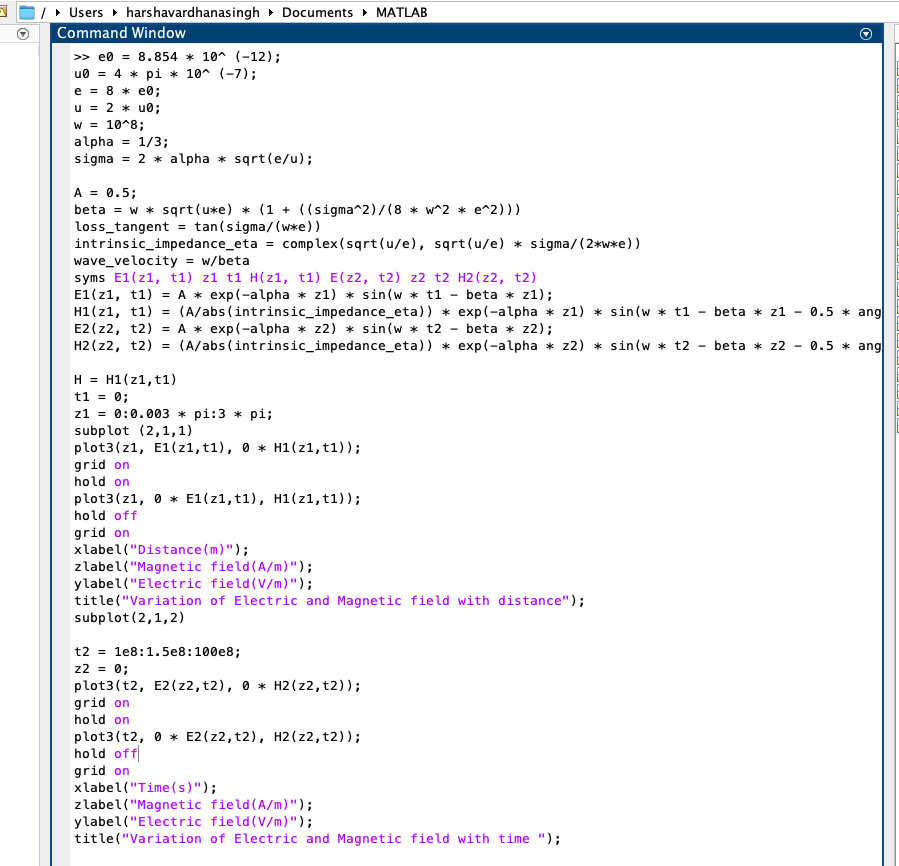 / ▸ Users ▸ harshavardhanasingh ▸ Documents ▸ MATLAB
Command Window
>> e0 = 8.854 * 10^ (-12);
u0 = 4 * pi * 10^ (-7);
e = 8 * e0;
u = 2 * u0;
w = 10^8;
alpha = 1/3;
sigma = 2 * alpha * sqrt(e/u);
A = 0.5;
beta = w * sqrt(u*e) * (1 + ((sigma^2)/(8 * w^2 * e^2)))
loss_tangent = tan(sigma/(w*e))
intrinsic_impedance_eta = complex(sqrt(u/e), sqrt(u/e) * sigma/(2*w*e))
wave_velocity = w/beta
syms E1(z1, t1) z1 t1 H(z1, t1) E(z2, t2) z2 t2 H2(z2, t2)
E1(z1, t1) = A * exp(-alpha * z1) * sin(w * t1 - beta * z1);
H1(z1, t1) = (A/abs(intrinsic_impedance_eta)) * exp(-alpha * z1) * sin(w * t1 - beta * z1 - 0.5 * ang
E2(z2, t2) = A * exp(-alpha * z2) * sin(w * t2 - beta * z2);
H2(z2, t2) = (A/abs(intrinsic_impedance_eta)) * exp(-alpha * z2) * sin(w * t2 - beta * z2 - 0.5 * ang
H = H1(z1,t1)
t1 = 0;
z1 = 0:0.003 * pi:3 * pi;
subplot (2,1,1)
plot3(z1, E1(z1,t1), 0 * H1(z1,t1));
grid on
hold on
plot3(z1, 0 * E1(z1,t1), H1(z1,t1));
hold off
grid on
xlabel("Distance(m)");
zlabel("Magnetic field(A/m)");
ylabel("Electric field(V/m)");
title("Variation of Electric and Magnetic field with distance");
subplot(2,1,2)
t2 = 1e8:1.5e8:100e8;
z2 = 0;
plot3(t2, E2(z2,t2), 0 * H2(z2,t2));
grid on
hold on
plot3(t2, 0 * E2(z2,t2), H2(z2,t2));
hold off
grid on
xlabel("Time(s)");
zlabel("Magnetic field(A/m)");
ylabel("Electric field(V/m)");
title("Variation of Electric and Magnetic field with time ");